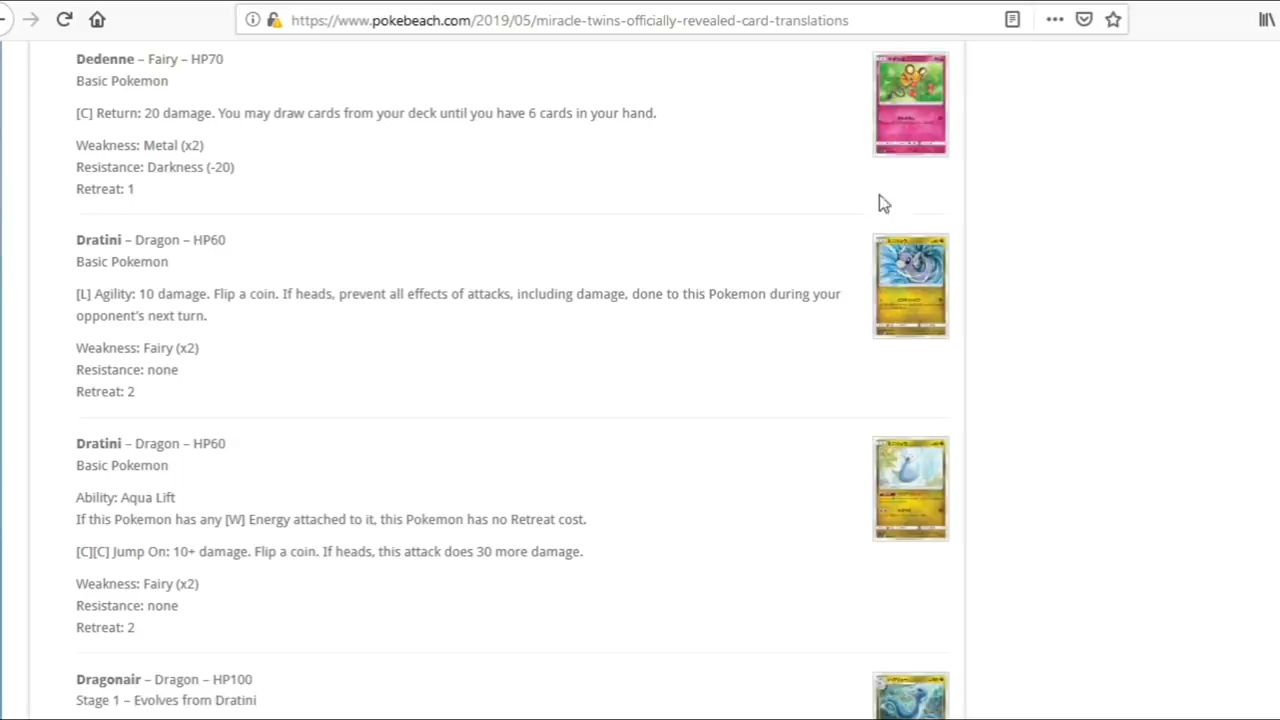 https://www.pokebeach.com/2019/05/miracle-twins-officially-revealed-card-translations
Dedenne – Fairy – HP70
Basic Pokemon
[C] Return: 20 damage. You may draw cards from your deck until you have 6 cards in your hand.
Weakness: Metal (x2)
Resistance: Darkness (-20)
Retreat: 1
Dratini – Dragon – HP60
Basic Pokemon
[L] Agility: 10 damage. Flip a coin. If heads, prevent all effects of attacks, including damage, done to this Pokemon during your
opponent's next turn.
Weakness: Fairy (x2)
Resistance: none
Retreat: 2
Dratini – Dragon – HP60
Basic Pokemon
Ability: Aqua Lift
If this Pokemon has any [W] Energy attached to it, this Pokemon has no Retreat cost.
[C][C] Jump On: 10+ damage. Flip a coin. If heads, this attack does 30 more damage.
Weakness: Fairy (x2)
Resistance: none
Retreat: 2
Dragonair – Dragon – HP100
Stage 1 – Evolves from Dratini